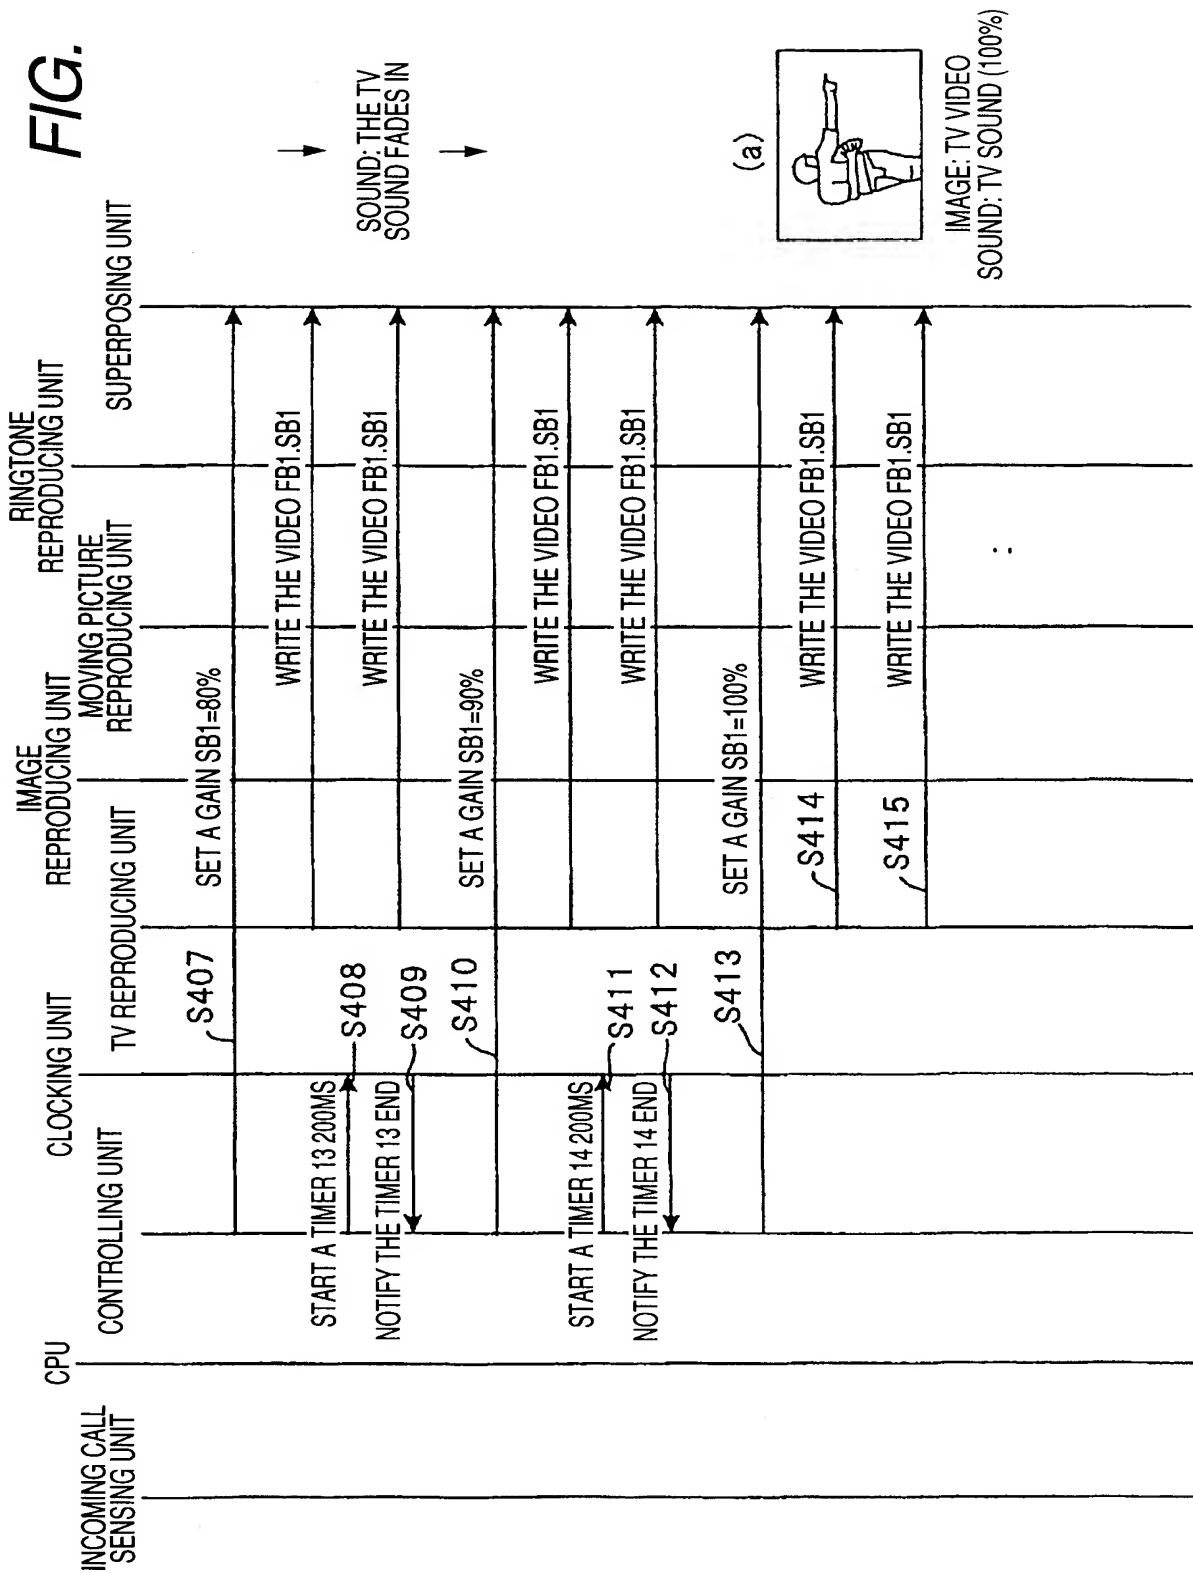 FIG.
INCOMING CALL
SENSING UNIT
CPU
CONTROLLING UNIT
CLOCKING UNIT
TV REPRODUCING UNIT
IMAGE
REPRODUCING UNIT
MOVING PICTURE
REPRODUCING UNIT
RINGTONE
REPRODUCING UNIT
SUPERPOSING UNIT
S407
SET A GAIN SB1=80%
WRITE THE VIDEO FB1.SB1
START A TIMER 13 200MS
S408
WRITE THE VIDEO FB1.SB1
NOTIFY THE TIMER 13 END
S409
S410
SET A GAIN SB1=90%
WRITE THE VIDEO FB1.SB1
START A TIMER 14 200MS
S411
WRITE THE VIDEO FB1.SB1
NOTIFY THE TIMER 14 END
S412
S413
SET A GAIN SB1=100%
S414
WRITE THE VIDEO FB1.SB1
S415
WRITE THE VIDEO FB1.SB1
SOUND: THE TV
SOUND FADES IN
(a)
IMAGE: TV VIDEO
SOUND: TV SOUND (100%)